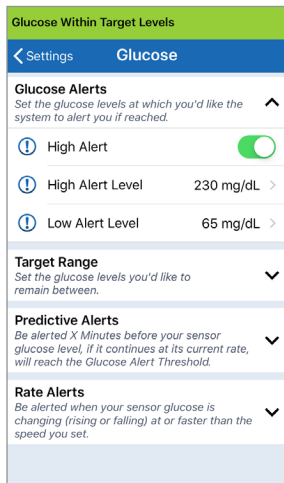 Glucose Within Target Levels
Settings Glucose
Glucose Alerts
Set the glucose levels at which you'd like the
system to alert you if reached.
High Alert
High Alert Level 230 mg/dL
Low Alert Level 65 mg/dL
Target Range
Set the glucose levels you'd like to
remain between.
Predictive Alerts
Be alerted X Minutes before your sensor
glucose level, if it continues at its current rate,
will reach the Glucose Alert Threshold.
Rate Alerts
Be alerted when your sensor glucose is
changing (rising or falling) at or faster than the
speed you set.